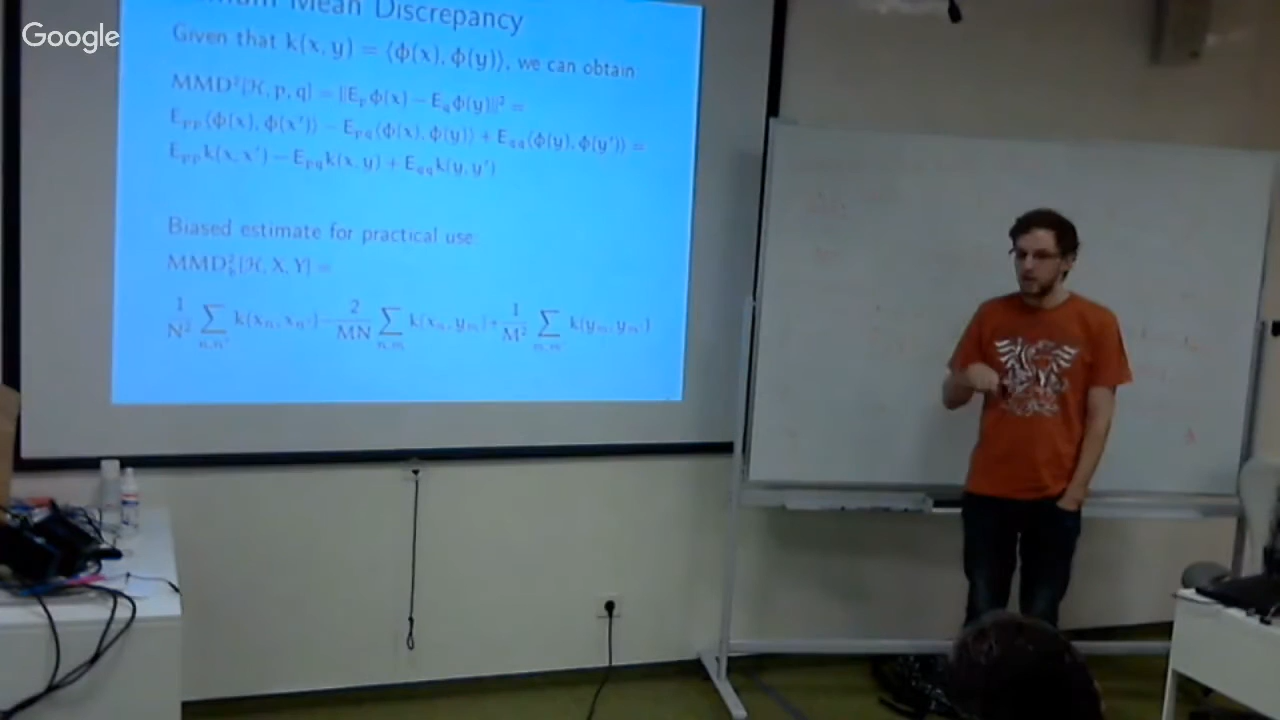 Google
Mean Discrepancy
Given that k(x, y) = ⟨ϕ(x), ϕ(y)⟩, we can obtain
MMD²[ℋ, p, q] = ‖E_p ϕ(x) − E_q ϕ(y)‖² =
E_pp⟨ϕ(x), ϕ(x′)⟩ − E_pq⟨ϕ(x), ϕ(y)⟩ + E_qq⟨ϕ(y), ϕ(y′)⟩ =
E_pp k(x, x′) − E_pq k(x, y) + E_qq k(y, y′)
Biased estimate for practical use
MMD²_b[ℋ, X, Y] =
1/N² ∑_{n,n′} k(x_n, x_n′) − 2/MN ∑_{n,m} k(x_n, y_m) + 1/M² ∑_{m,m′} k(y_m, y_m′)